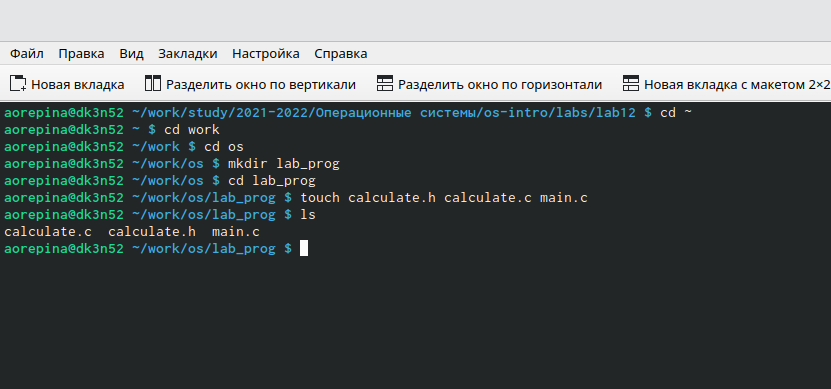 Файл Правка Вид Закладки Настройка Справка
Новая вкладка Разделить окно по вертикали Разделить окно по горизонтали Новая вкладка с макетом 2×2
aorepina@dk3n52 ~/work/study/2021-2022/Операционные системы/os-intro/labs/lab12 $ cd ~
aorepina@dk3n52 ~ $ cd work
aorepina@dk3n52 ~/work $ cd os
aorepina@dk3n52 ~/work/os $ mkdir lab_prog
aorepina@dk3n52 ~/work/os $ cd lab_prog
aorepina@dk3n52 ~/work/os/lab_prog $ touch calculate.h calculate.c main.c
aorepina@dk3n52 ~/work/os/lab_prog $ ls
calculate.c calculate.h main.c
aorepina@dk3n52 ~/work/os/lab_prog $